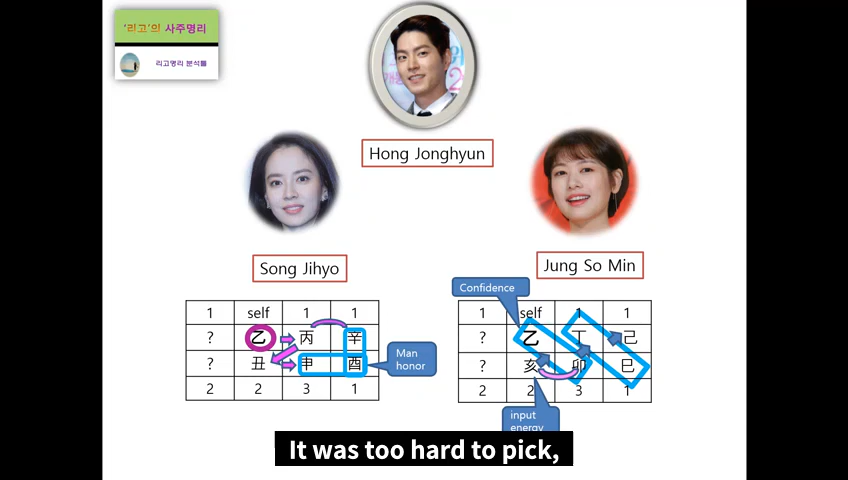 '리고'의 사주명리
리고명리 분석틀
위
2
Hong Jonghyun
Song Jihyo
Jung So Min
1 self 1 1
? 乙 丙 辛
? 丑 申 酉
2 2 3 1
Man
honor
Confidence
1 self 1 1
? 乙 丁 己
? 亥 卯 巳
2 2 3 1
input
energy
It was too hard to pick,